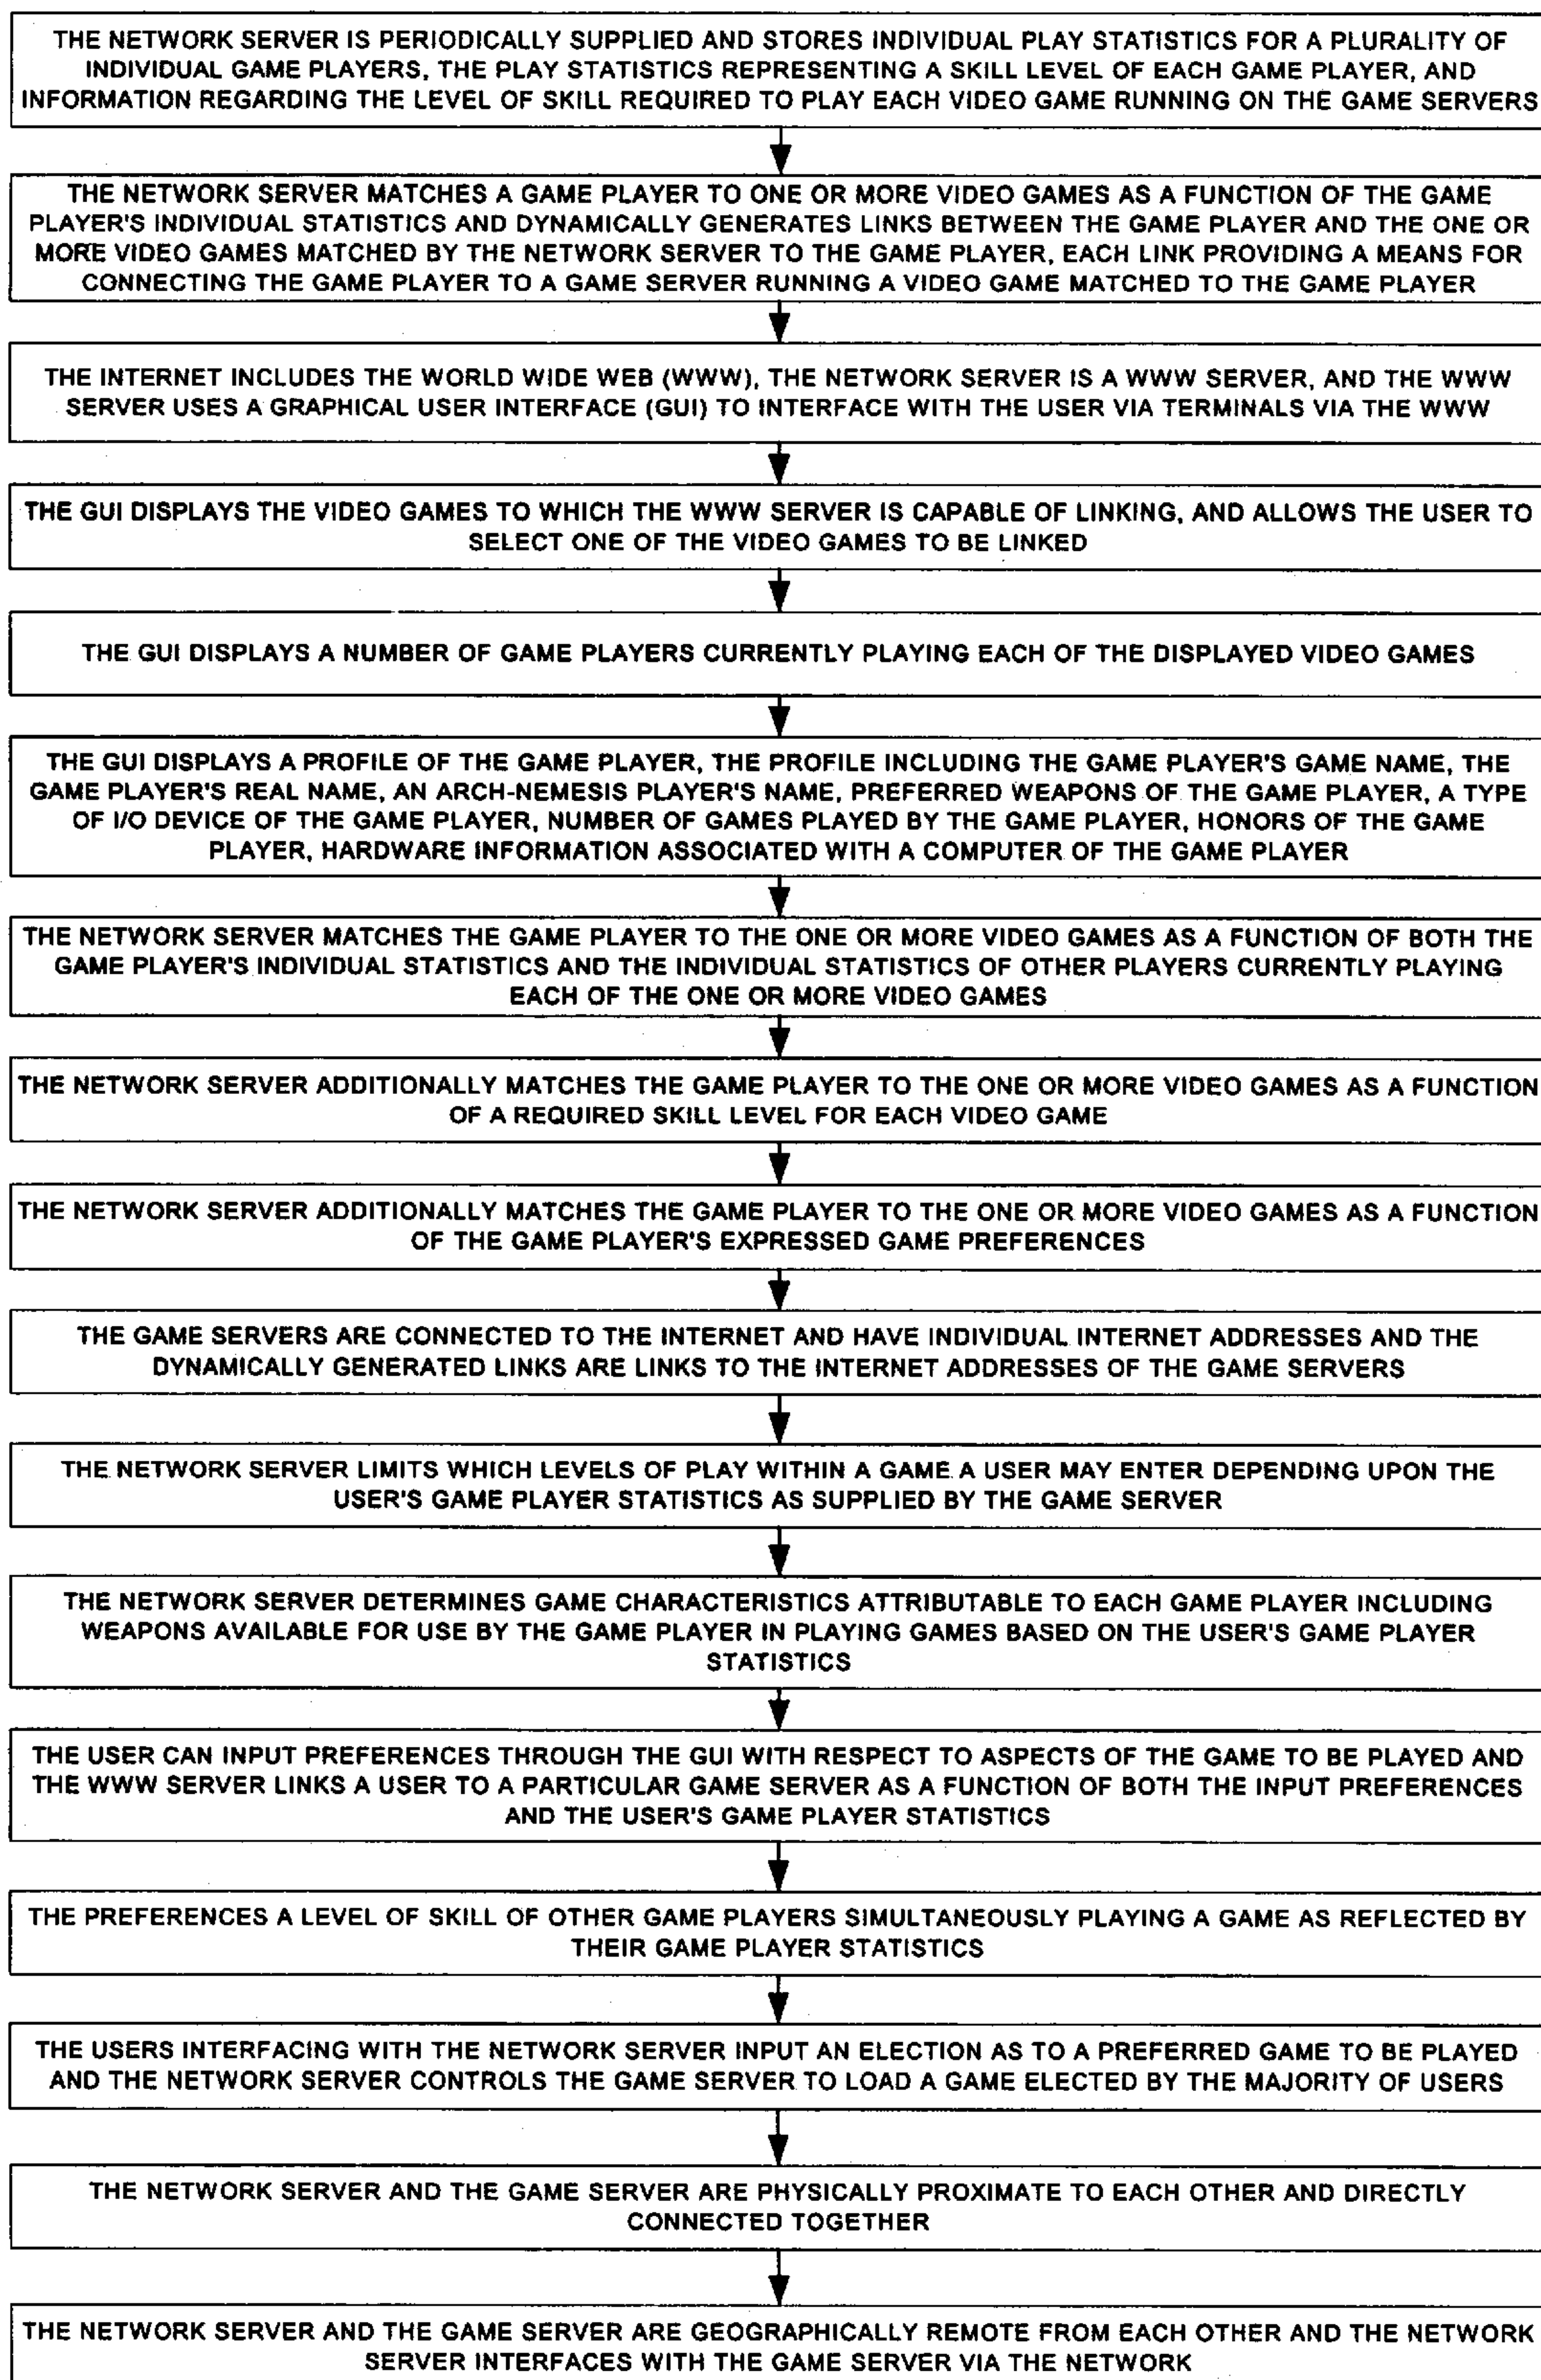 THE NETWORK SERVER IS PERIODICALLY SUPPLIED AND STORES INDIVIDUAL PLAY STATISTICS FOR A PLURALITY OF
INDIVIDUAL GAME PLAYERS, THE PLAY STATISTICS REPRESENTING A SKILL LEVEL OF EACH GAME PLAYER, AND
INFORMATION REGARDING THE LEVEL OF SKILL REQUIRED TO PLAY EACH VIDEO GAME RUNNING ON THE GAME SERVERS
THE NETWORK SERVER MATCHES A GAME PLAYER TO ONE OR MORE VIDEO GAMES AS A FUNCTION OF THE GAME
PLAYER'S INDIVIDUAL STATISTICS AND DYNAMICALLY GENERATES LINKS BETWEEN THE GAME PLAYER AND THE ONE OR
MORE VIDEO GAMES MATCHED BY THE NETWORK SERVER TO THE GAME PLAYER, EACH LINK PROVIDING A MEANS FOR
CONNECTING THE GAME PLAYER TO A GAME SERVER RUNNING A VIDEO GAME MATCHED TO THE GAME PLAYER
THE INTERNET INCLUDES THE WORLD WIDE WEB (WWW), THE NETWORK SERVER IS A WWW SERVER, AND THE WWW
SERVER USES A GRAPHICAL USER INTERFACE (GUI) TO INTERFACE WITH THE USER VIA TERMINALS VIA THE WWW
THE GUI DISPLAYS THE VIDEO GAMES TO WHICH THE WWW SERVER IS CAPABLE OF LINKING, AND ALLOWS THE USER TO
SELECT ONE OF THE VIDEO GAMES TO BE LINKED
THE GUI DISPLAYS A NUMBER OF GAME PLAYERS CURRENTLY PLAYING EACH OF THE DISPLAYED VIDEO GAMES
THE GUI DISPLAYS A PROFILE OF THE GAME PLAYER, THE PROFILE INCLUDING THE GAME PLAYER'S GAME NAME, THE
GAME PLAYER'S REAL NAME, AN ARCH-NEMESIS PLAYER'S NAME, PREFERRED WEAPONS OF THE GAME PLAYER, A TYPE
OF I/O DEVICE OF THE GAME PLAYER, NUMBER OF GAMES PLAYED BY THE GAME PLAYER, HONORS OF THE GAME
PLAYER, HARDWARE INFORMATION ASSOCIATED WITH A COMPUTER OF THE GAME PLAYER
THE NETWORK SERVER MATCHES THE GAME PLAYER TO THE ONE OR MORE VIDEO GAMES AS A FUNCTION OF BOTH THE
GAME PLAYER'S INDIVIDUAL STATISTICS AND THE INDIVIDUAL STATISTICS OF OTHER PLAYERS CURRENTLY PLAYING
EACH OF THE ONE OR MORE VIDEO GAMES
THE NETWORK SERVER ADDITIONALLY MATCHES THE GAME PLAYER TO THE ONE OR MORE VIDEO GAMES AS A FUNCTION
OF A REQUIRED SKILL LEVEL FOR EACH VIDEO GAME
THE NETWORK SERVER ADDITIONALLY MATCHES THE GAME PLAYER TO THE ONE OR MORE VIDEO GAMES AS A FUNCTION
OF THE GAME PLAYER'S EXPRESSED GAME PREFERENCES
THE GAME SERVERS ARE CONNECTED TO THE INTERNET AND HAVE INDIVIDUAL INTERNET ADDRESSES AND THE
DYNAMICALLY GENERATED LINKS ARE LINKS TO THE INTERNET ADDRESSES OF THE GAME SERVERS
THE NETWORK SERVER LIMITS WHICH LEVELS OF PLAY WITHIN A GAME A USER MAY ENTER DEPENDING UPON THE
USER'S GAME PLAYER STATISTICS AS SUPPLIED BY THE GAME SERVER
THE NETWORK SERVER DETERMINES GAME CHARACTERISTICS ATTRIBUTABLE TO EACH GAME PLAYER INCLUDING
WEAPONS AVAILABLE FOR USE BY THE GAME PLAYER IN PLAYING GAMES BASED ON THE USER'S GAME PLAYER
STATISTICS
THE USER CAN INPUT PREFERENCES THROUGH THE GUI WITH RESPECT TO ASPECTS OF THE GAME TO BE PLAYED AND
THE WWW SERVER LINKS A USER TO A PARTICULAR GAME SERVER AS A FUNCTION OF BOTH THE INPUT PREFERENCES
AND THE USER'S GAME PLAYER STATISTICS
THE PREFERENCES A LEVEL OF SKILL OF OTHER GAME PLAYERS SIMULTANEOUSLY PLAYING A GAME AS REFLECTED BY
THEIR GAME PLAYER STATISTICS
THE USERS INTERFACING WITH THE NETWORK SERVER INPUT AN ELECTION AS TO A PREFERRED GAME TO BE PLAYED
AND THE NETWORK SERVER CONTROLS THE GAME SERVER TO LOAD A GAME ELECTED BY THE MAJORITY OF USERS
THE NETWORK SERVER AND THE GAME SERVER ARE PHYSICALLY PROXIMATE TO EACH OTHER AND DIRECTLY
CONNECTED TOGETHER
THE NETWORK SERVER AND THE GAME SERVER ARE GEOGRAPHICALLY REMOTE FROM EACH OTHER AND THE NETWORK
SERVER INTERFACES WITH THE GAME SERVER VIA THE NETWORK